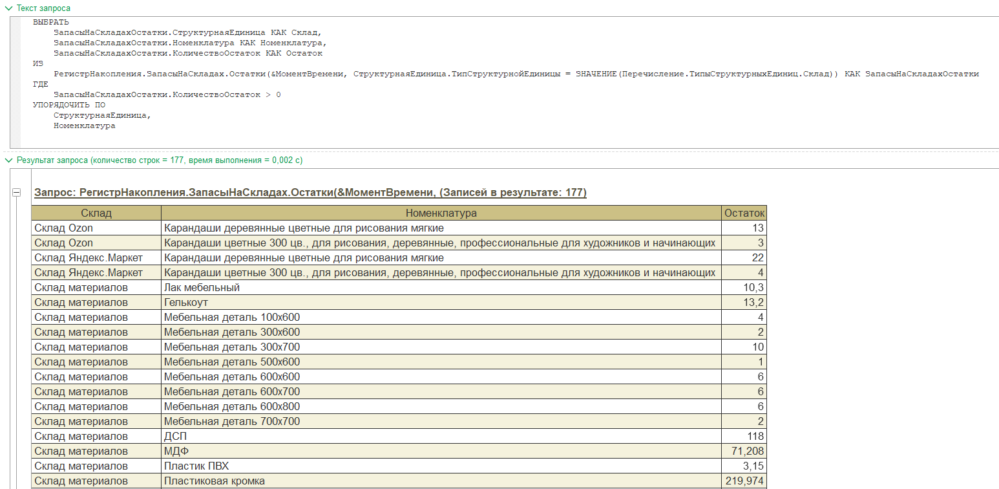 Текст запроса
ВЫБРАТЬ
ЗапасыНаСкладахОстатки.СтруктурнаяЕдиница КАК Склад,
ЗапасыНаСкладахОстатки.Номенклатура КАК Номенклатура,
ЗапасыНаСкладахОстатки.КоличествоОстаток КАК Остаток
ИЗ
РегистрНакопления.ЗапасыНаСкладах.Остатки(&МоментВремени, СтруктурнаяЕдиница.ТипСтруктурнойЕдиницы = ЗНАЧЕНИЕ(Перечисление.ТипыСтруктурныхЕдиниц.Склад)) КАК ЗапасыНаСкладахОстатки
ГДЕ
ЗапасыНаСкладахОстатки.КоличествоОстаток > 0
УПОРЯДОЧИТЬ ПО
СтруктурнаяЕдиница,
Номенклатура
Результат запроса (количество строк = 177, время выполнения = 0,002 с)
Запрос: РегистрНакопления.ЗапасыНаСкладах.Остатки(&МоментВремени, (Записей в результате: 177)
Склад Номенклатура Остаток
Склад Ozon Карандаши деревянные цветные для рисования мягкие 13
Склад Ozon Карандаши цветные 300 цв., для рисования, деревянные, профессиональные для художников и начинающих 3
Склад Яндекс.Маркет Карандаши деревянные цветные для рисования мягкие 22
Склад Яндекс.Маркет Карандаши цветные 300 цв., для рисования, деревянные, профессиональные для художников и начинающих 4
Склад материалов Лак мебельный 10,3
Склад материалов Гелькоут 13,2
Склад материалов Мебельная деталь 100х600 4
Склад материалов Мебельная деталь 300х600 2
Склад материалов Мебельная деталь 300х700 10
Склад материалов Мебельная деталь 500х600 1
Склад материалов Мебельная деталь 600х600 6
Склад материалов Мебельная деталь 600х700 6
Склад материалов Мебельная деталь 600х800 6
Склад материалов Мебельная деталь 700х700 2
Склад материалов ДСП 118
Склад материалов МДФ 71,208
Склад материалов Пластик ПВХ 3,15
Склад материалов Пластиковая кромка 219,974